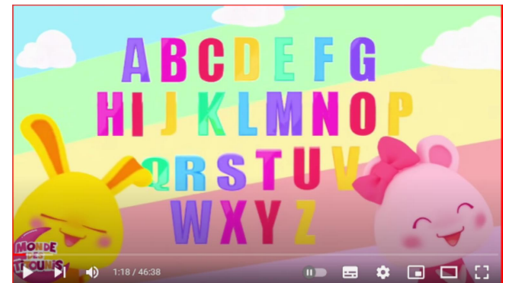 ABCDEFG
HIJKLMNOP
QRSTUV
WXYZ
MONDE
DES
TITOUNIS
1:18 / 46:38